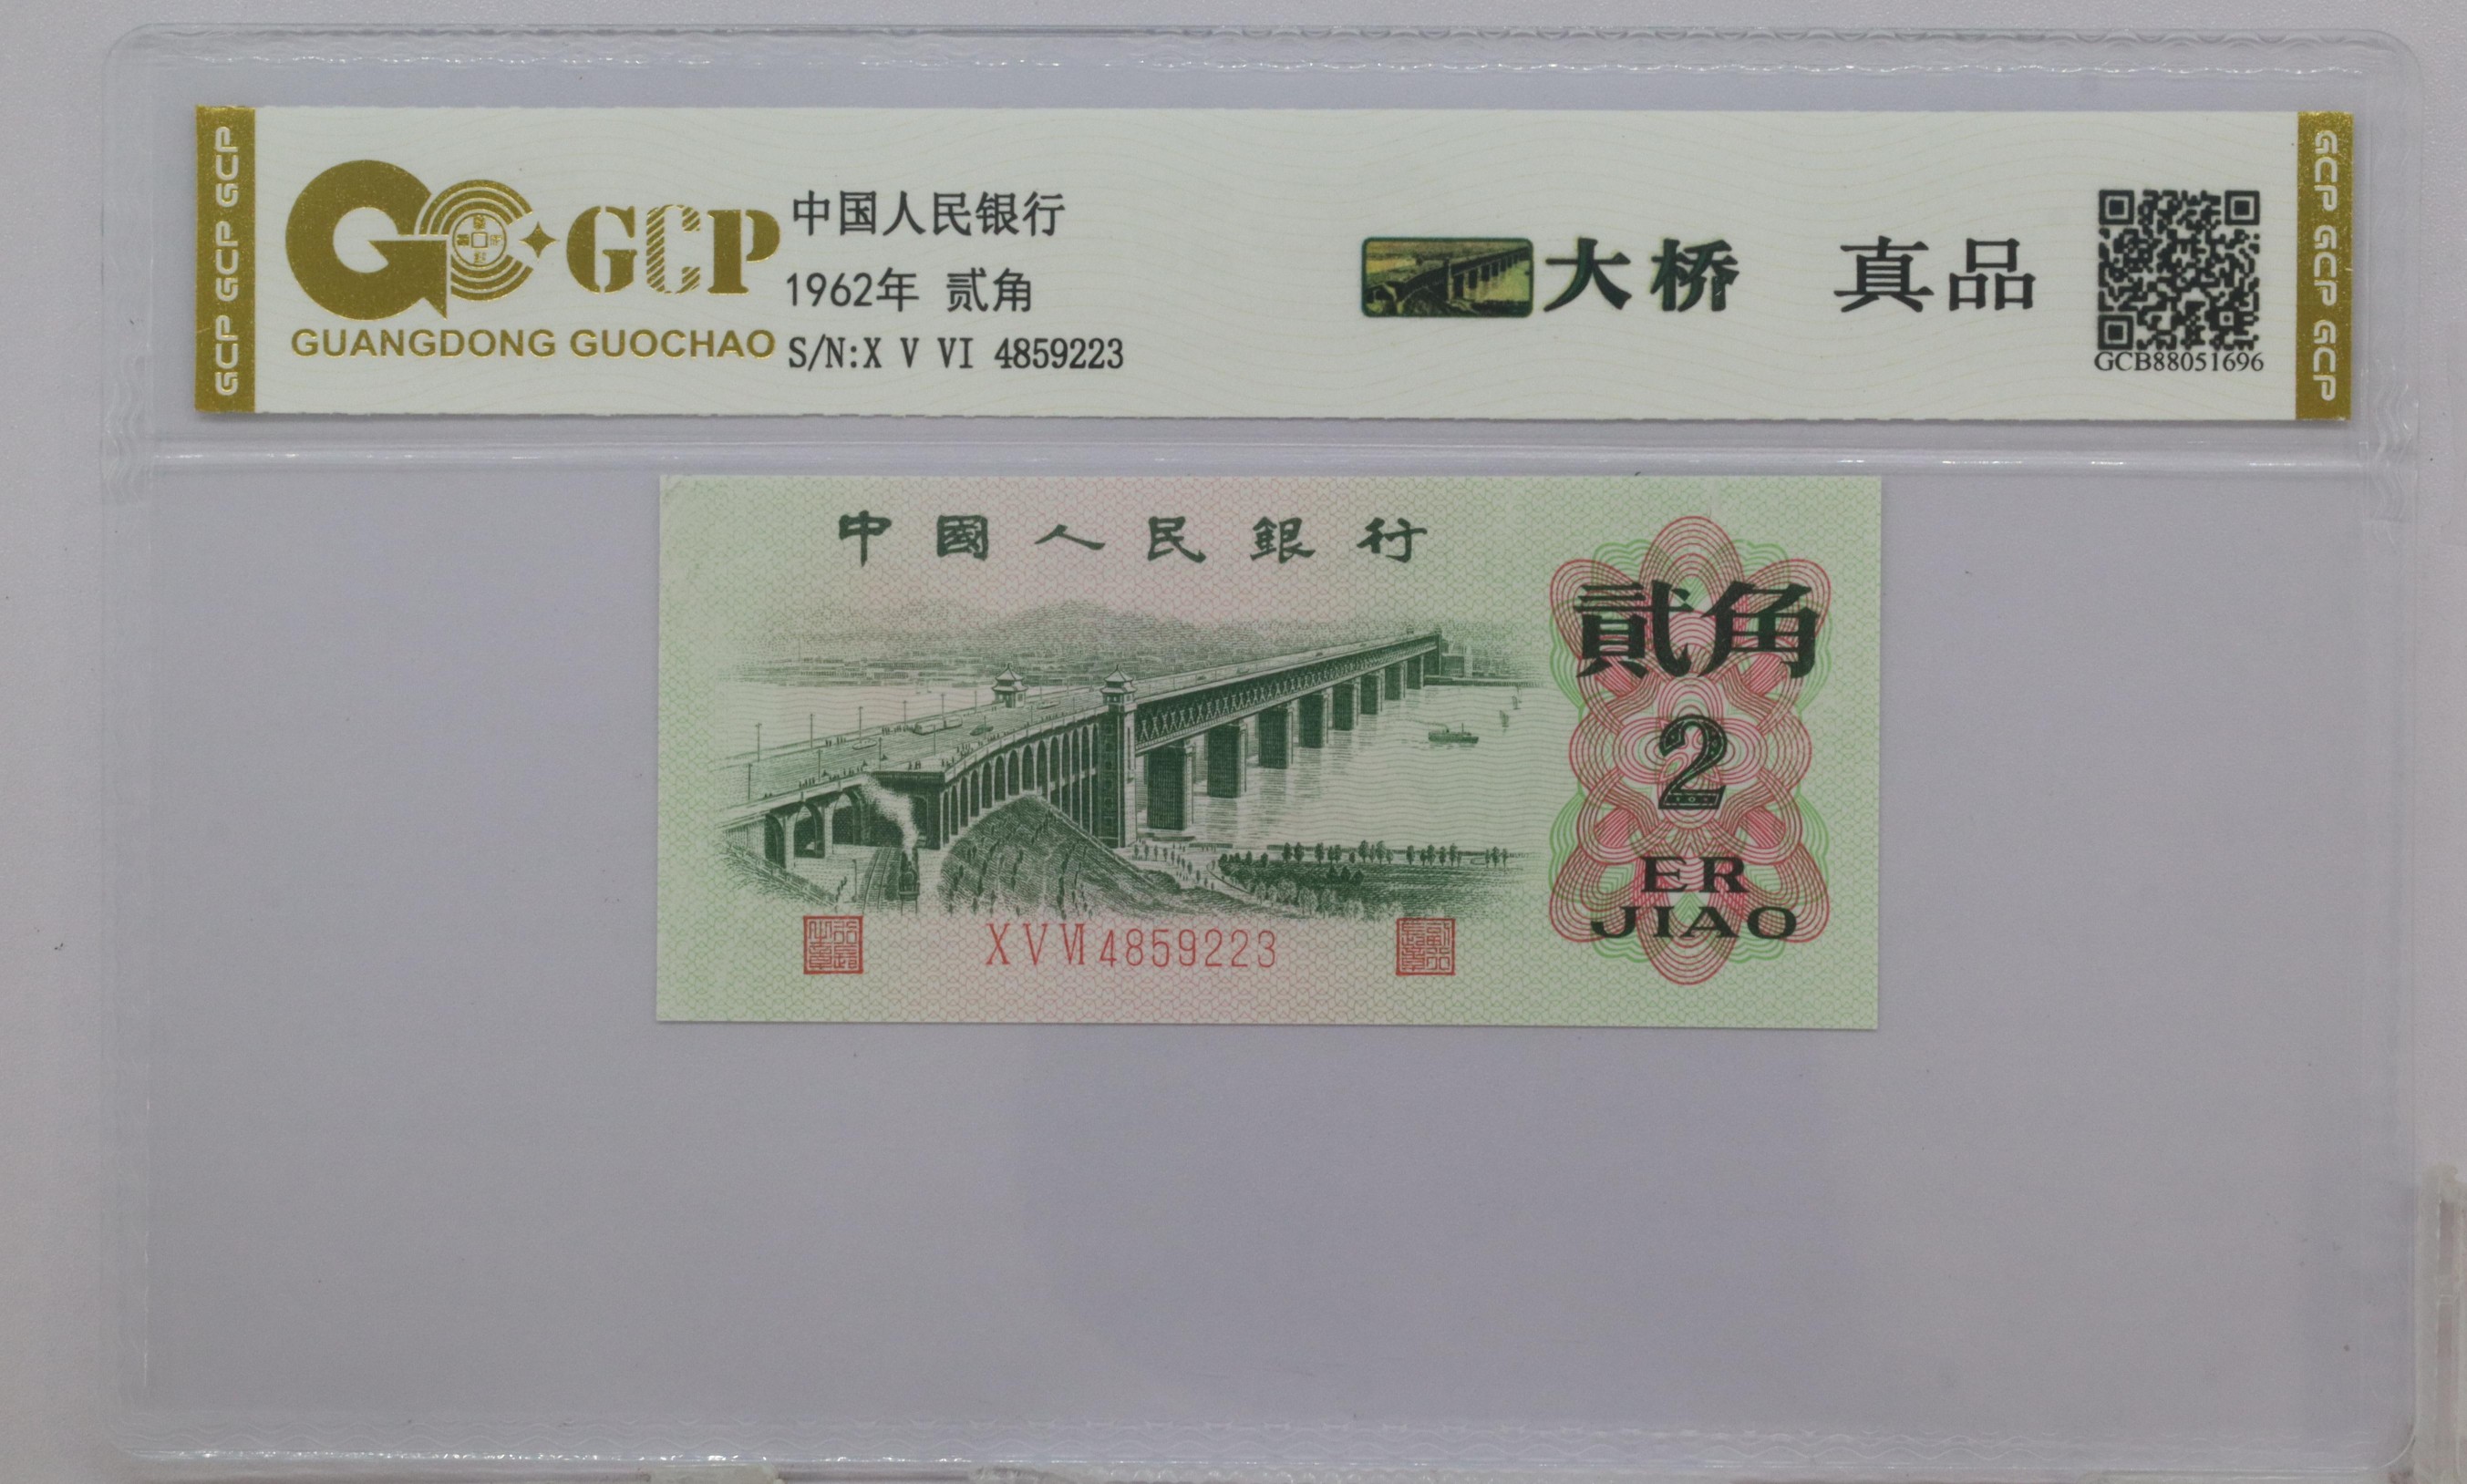 GCP GCP GCP
GCP
GUANGDONG GUOCHAO
中国人民银行
1962年 贰角
S/N:X V VI 4859223
大桥 真品
GCB88051696
GCP GCP GCP
中國人民銀行
貳角
2
ER
JIAO
X V VI 4859223